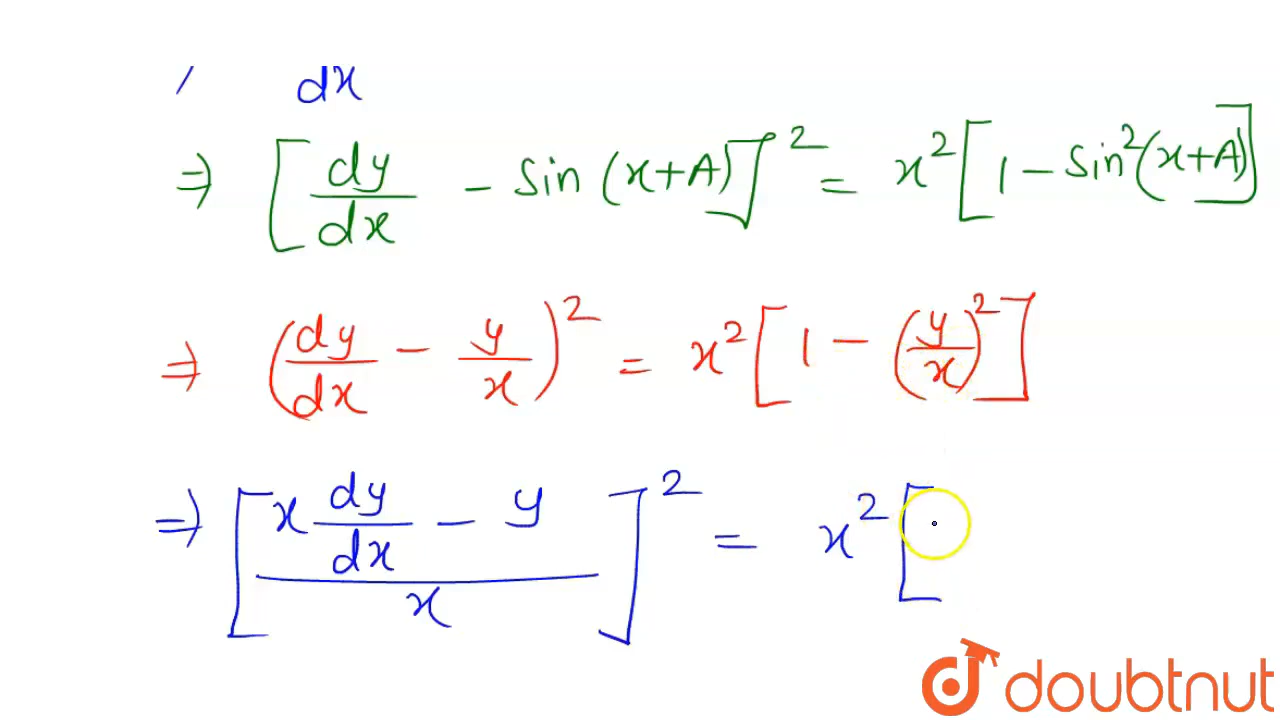 dx
⇒ [dy/dx - Sin (x+A)]² = x² [1 - Sin²(x+A)]
⇒ (dy/dx - y/x)² = x² [1 - (y/x)²]
⇒ [(x dy/dx - y)/x]² = x² [
doubtnut